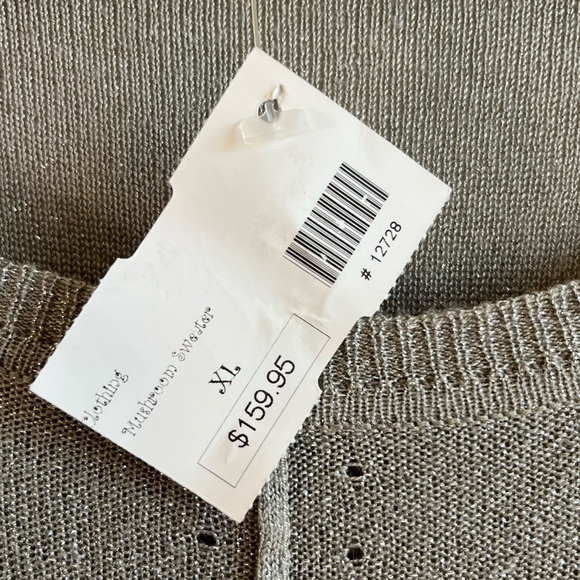 # 12728
Clothing
Mushroom Sweater
XL
$159.95